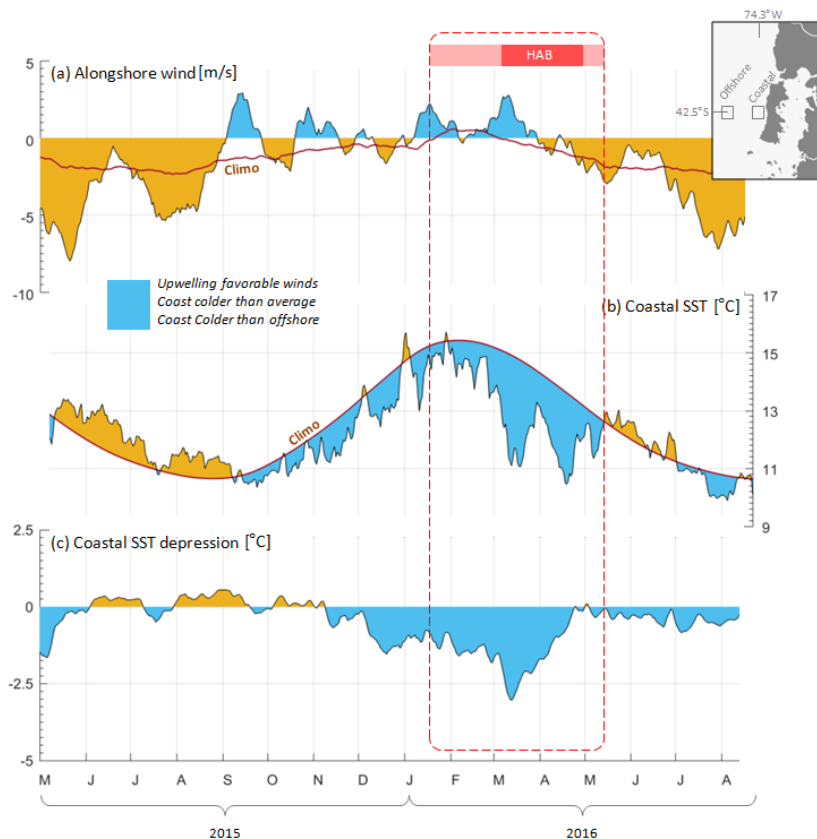 74.3°W
HAB
5
(a) Alongshore wind [m/s]
Offshore
Coastal
42.5°S
0
Climo
-5
-10
Upwelling favorable winds
Coast colder than average
Coast Colder than offshore
17
(b) Coastal SST [°C]
15
13
Climo
11
9
2.5
(c) Coastal SST depression [°C]
0
-2.5
-5
M J J A S O N D J F M A M J J A
2015 2016